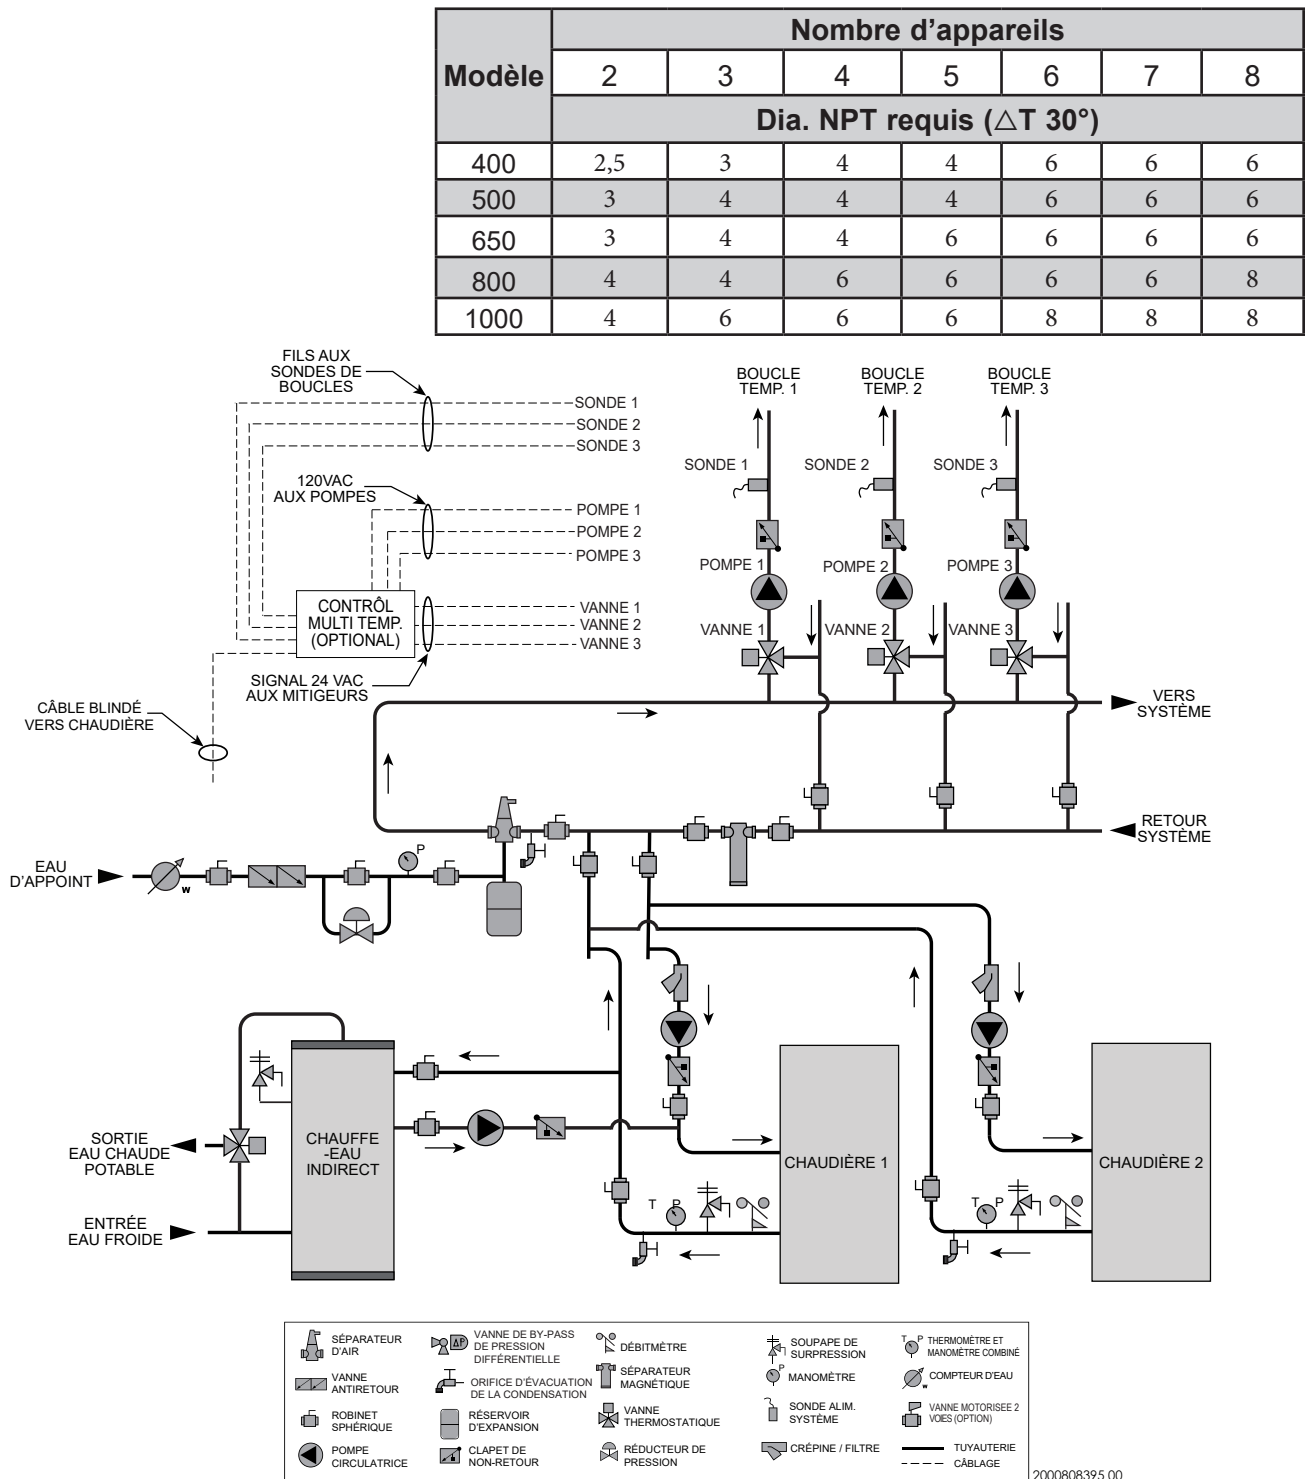 Modèle
Nombre d'appareils
2 3 4 5 6 7 8
Dia. NPT requis (△T 30°)
400 2,5 3 4 4 6 6 6
500 3 4 4 4 6 6 6
650 3 4 4 6 6 6 6
800 4 4 6 6 6 6 8
1000 4 6 6 6 8 8 8
FILS AUX
SONDES DE
BOUCLES
SONDE 1
SONDE 2
SONDE 3
120VAC
AUX POMPES
POMPE 1
POMPE 2
POMPE 3
CONTRÔL
MULTI TEMP.
(OPTIONAL)
VANNE 1
VANNE 2
VANNE 3
SIGNAL 24 VAC
AUX MITIGEURS
CÂBLE BLINDÉ
VERS CHAUDIÈRE
BOUCLE
TEMP. 1
BOUCLE
TEMP. 2
BOUCLE
TEMP. 3
SONDE 1
SONDE 2
SONDE 3
POMPE 1
POMPE 2
POMPE 3
VANNE 1
VANNE 2
VANNE 3
VERS
SYSTÈME
RETOUR
SYSTÈME
EAU
D'APPOINT
w
P
CHAUFFE
-EAU
INDIRECT
SORTIE
EAU CHAUDE
POTABLE
ENTRÉE
EAU FROIDE
T P
CHAUDIÈRE 1
T P
CHAUDIÈRE 2
SÉPARATEUR
D'AIR
VANNE
ANTIRETOUR
ROBINET
SPHÉRIQUE
POMPE
CIRCULATRICE
ΔP
VANNE DE BY-PASS
DE PRESSION
DIFFÉRENTIELLE
ORIFICE D'ÉVACUATION
DE LA CONDENSATION
RÉSERVOIR
D'EXPANSION
CLAPET DE
NON-RETOUR
DÉBITMÈTRE
SÉPARATEUR
MAGNÉTIQUE
VANNE
THERMOSTATIQUE
RÉDUCTEUR DE
PRESSION
SOUPAPE DE
SURPRESSION
P
MANOMÈTRE
SONDE ALIM.
SYSTÈME
CRÉPINE / FILTRE
T P
THERMOMÈTRE ET
MANOMÈTRE COMBINÉ
w
COMPTEUR D'EAU
VANNE MOTORISEE 2
VOIES (OPTION)
TUYAUTERIE
CÂBLAGE
2000808395 00